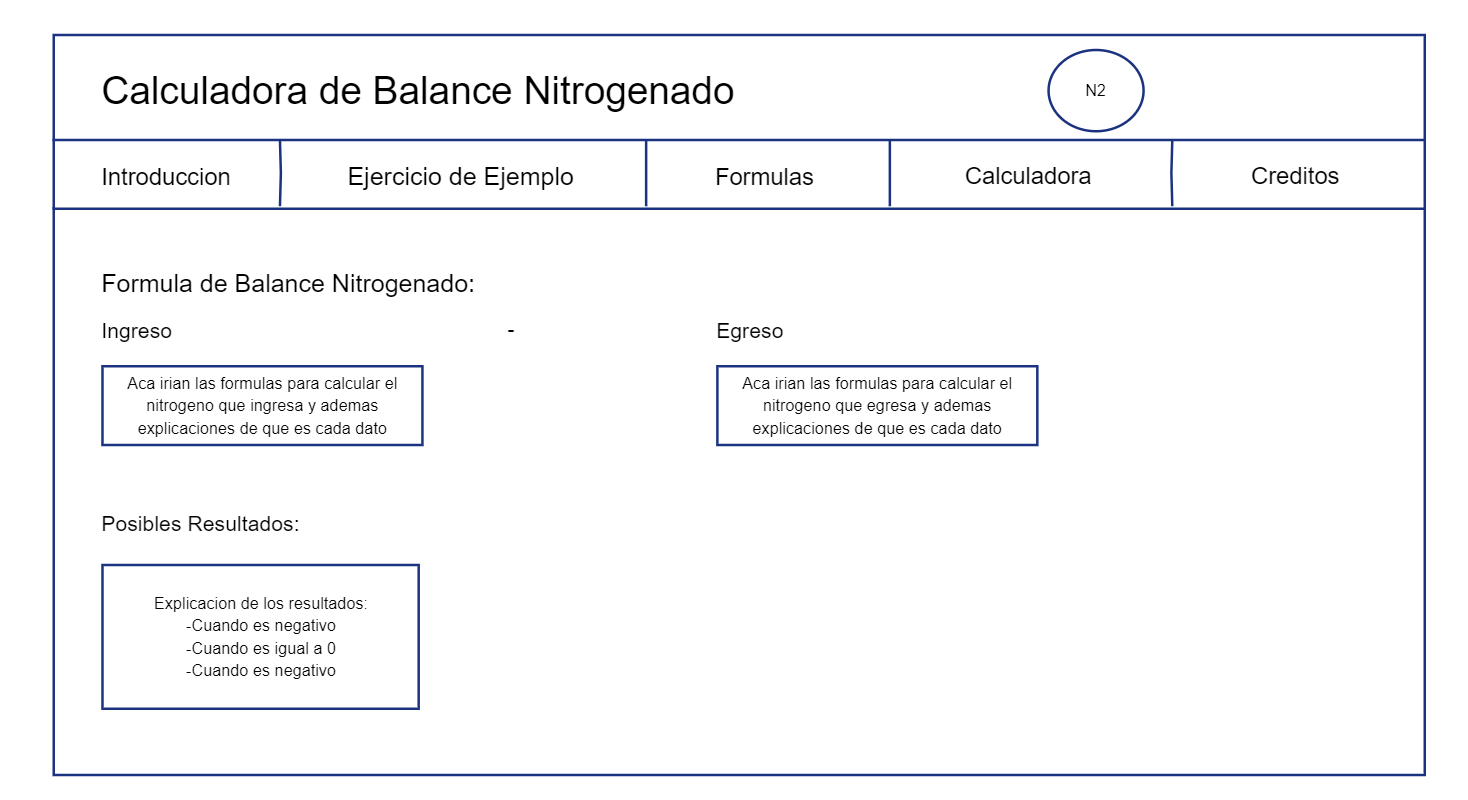 Calculadora de Balance Nitrogenado
N2
Introduccion
Ejercicio de Ejemplo
Formulas
Calculadora
Creditos
Formula de Balance Nitrogenado:
Ingreso
-
Egreso
Aca irian las formulas para calcular el
nitrogeno que ingresa y ademas
explicaciones de que es cada dato
Aca irian las formulas para calcular el
nitrogeno que egresa y ademas
explicaciones de que es cada dato
Posibles Resultados:
Explicacion de los resultados:
-Cuando es negativo
-Cuando es igual a 0
-Cuando es negativo